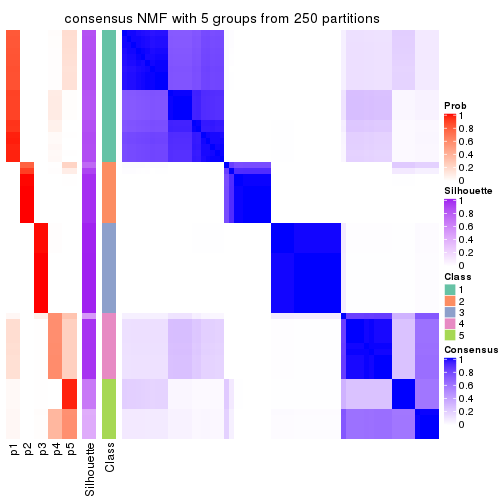 consensus NMF with 5 groups from 250 partitions
Prob
1
0.8
0.6
0.4
0.2
0
Silhouette
1
0.8
0.6
0.4
0.2
0
Class
1
2
3
4
5
Consensus
1
0.8
0.6
0.4
0.2
0
p1
p2
p3
p4
p5
Silhouette
Class